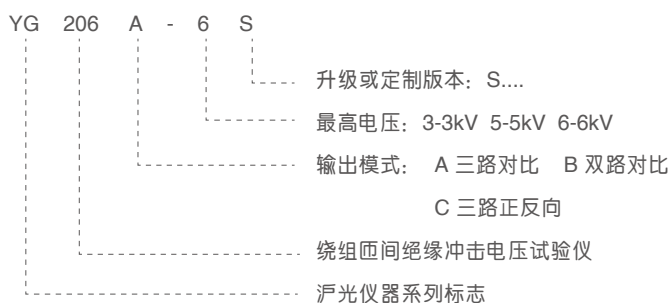 YG 206 A - 6 S
升级或定制版本：S....
最高电压：3-3kV 5-5kV 6-6kV
输出模式： A 三路对比 B 双路对比
C 三路正反向
绕组匝间绝缘冲击电压试验仪
沪光仪器系列标志